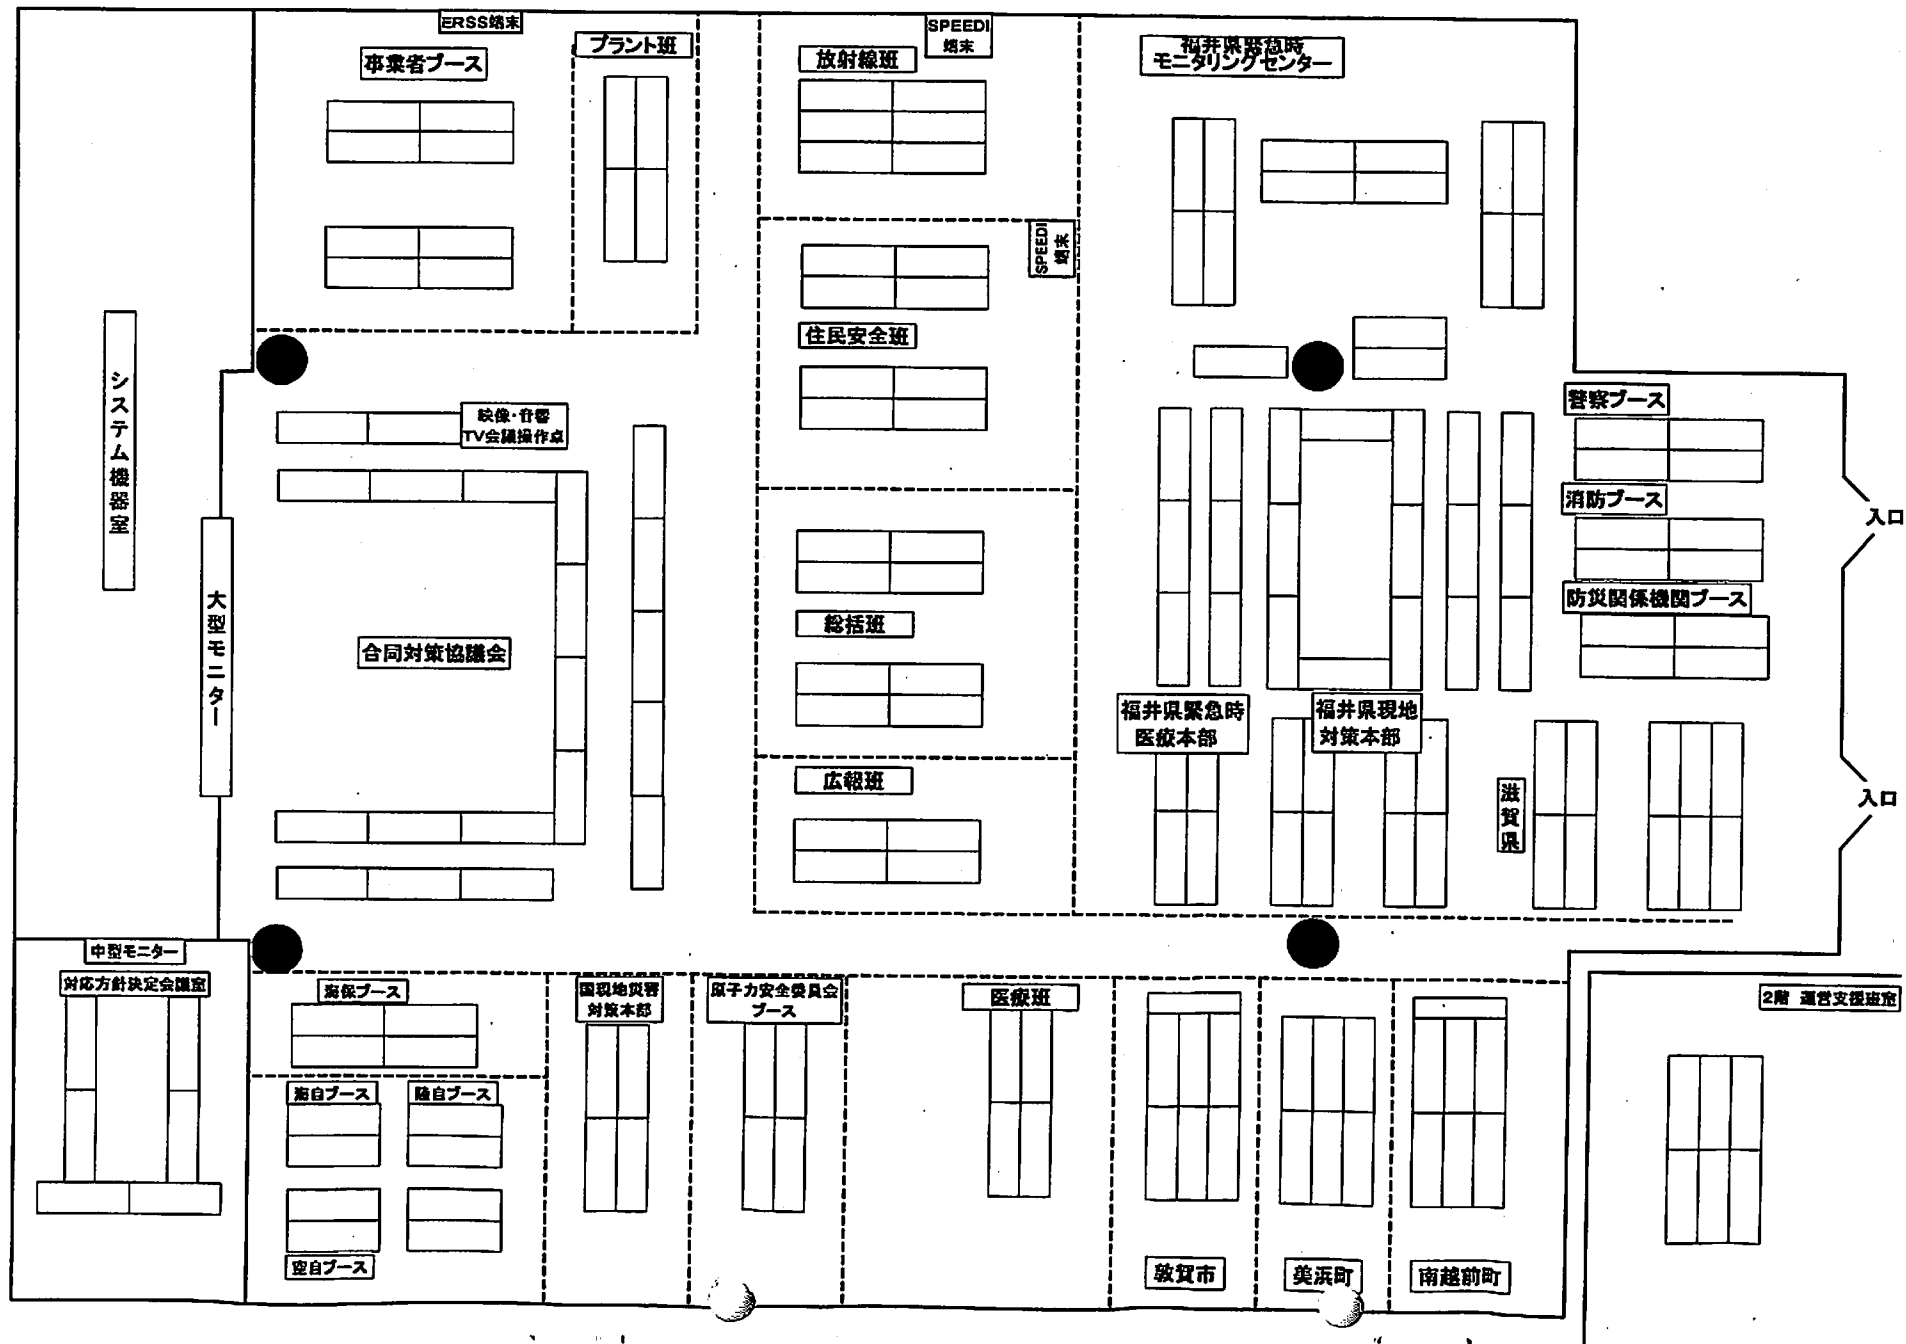 ERSS端末
事業者ブース
プラント班
放射線班
SPEEDI
端末
福井県緊急時
モニタリングセンター
SPEEDI
端末
住民安全班
システム機器室
映像・音響
TV会議操作卓
警察ブース
消防ブース
入口
防災関係機関ブース
大型モニター
合同対策協議会
総括班
福井県緊急時
医療本部
福井県現地
対策本部
広報班
滋賀県
入口
中型モニター
対応方針決定会議室
海保ブース
国現地災害
対策本部
原子力安全委員会
ブース
医療班
2階 運営支援班室
海自ブース
陸自ブース
空自ブース
敦賀市
美浜町
南越前町